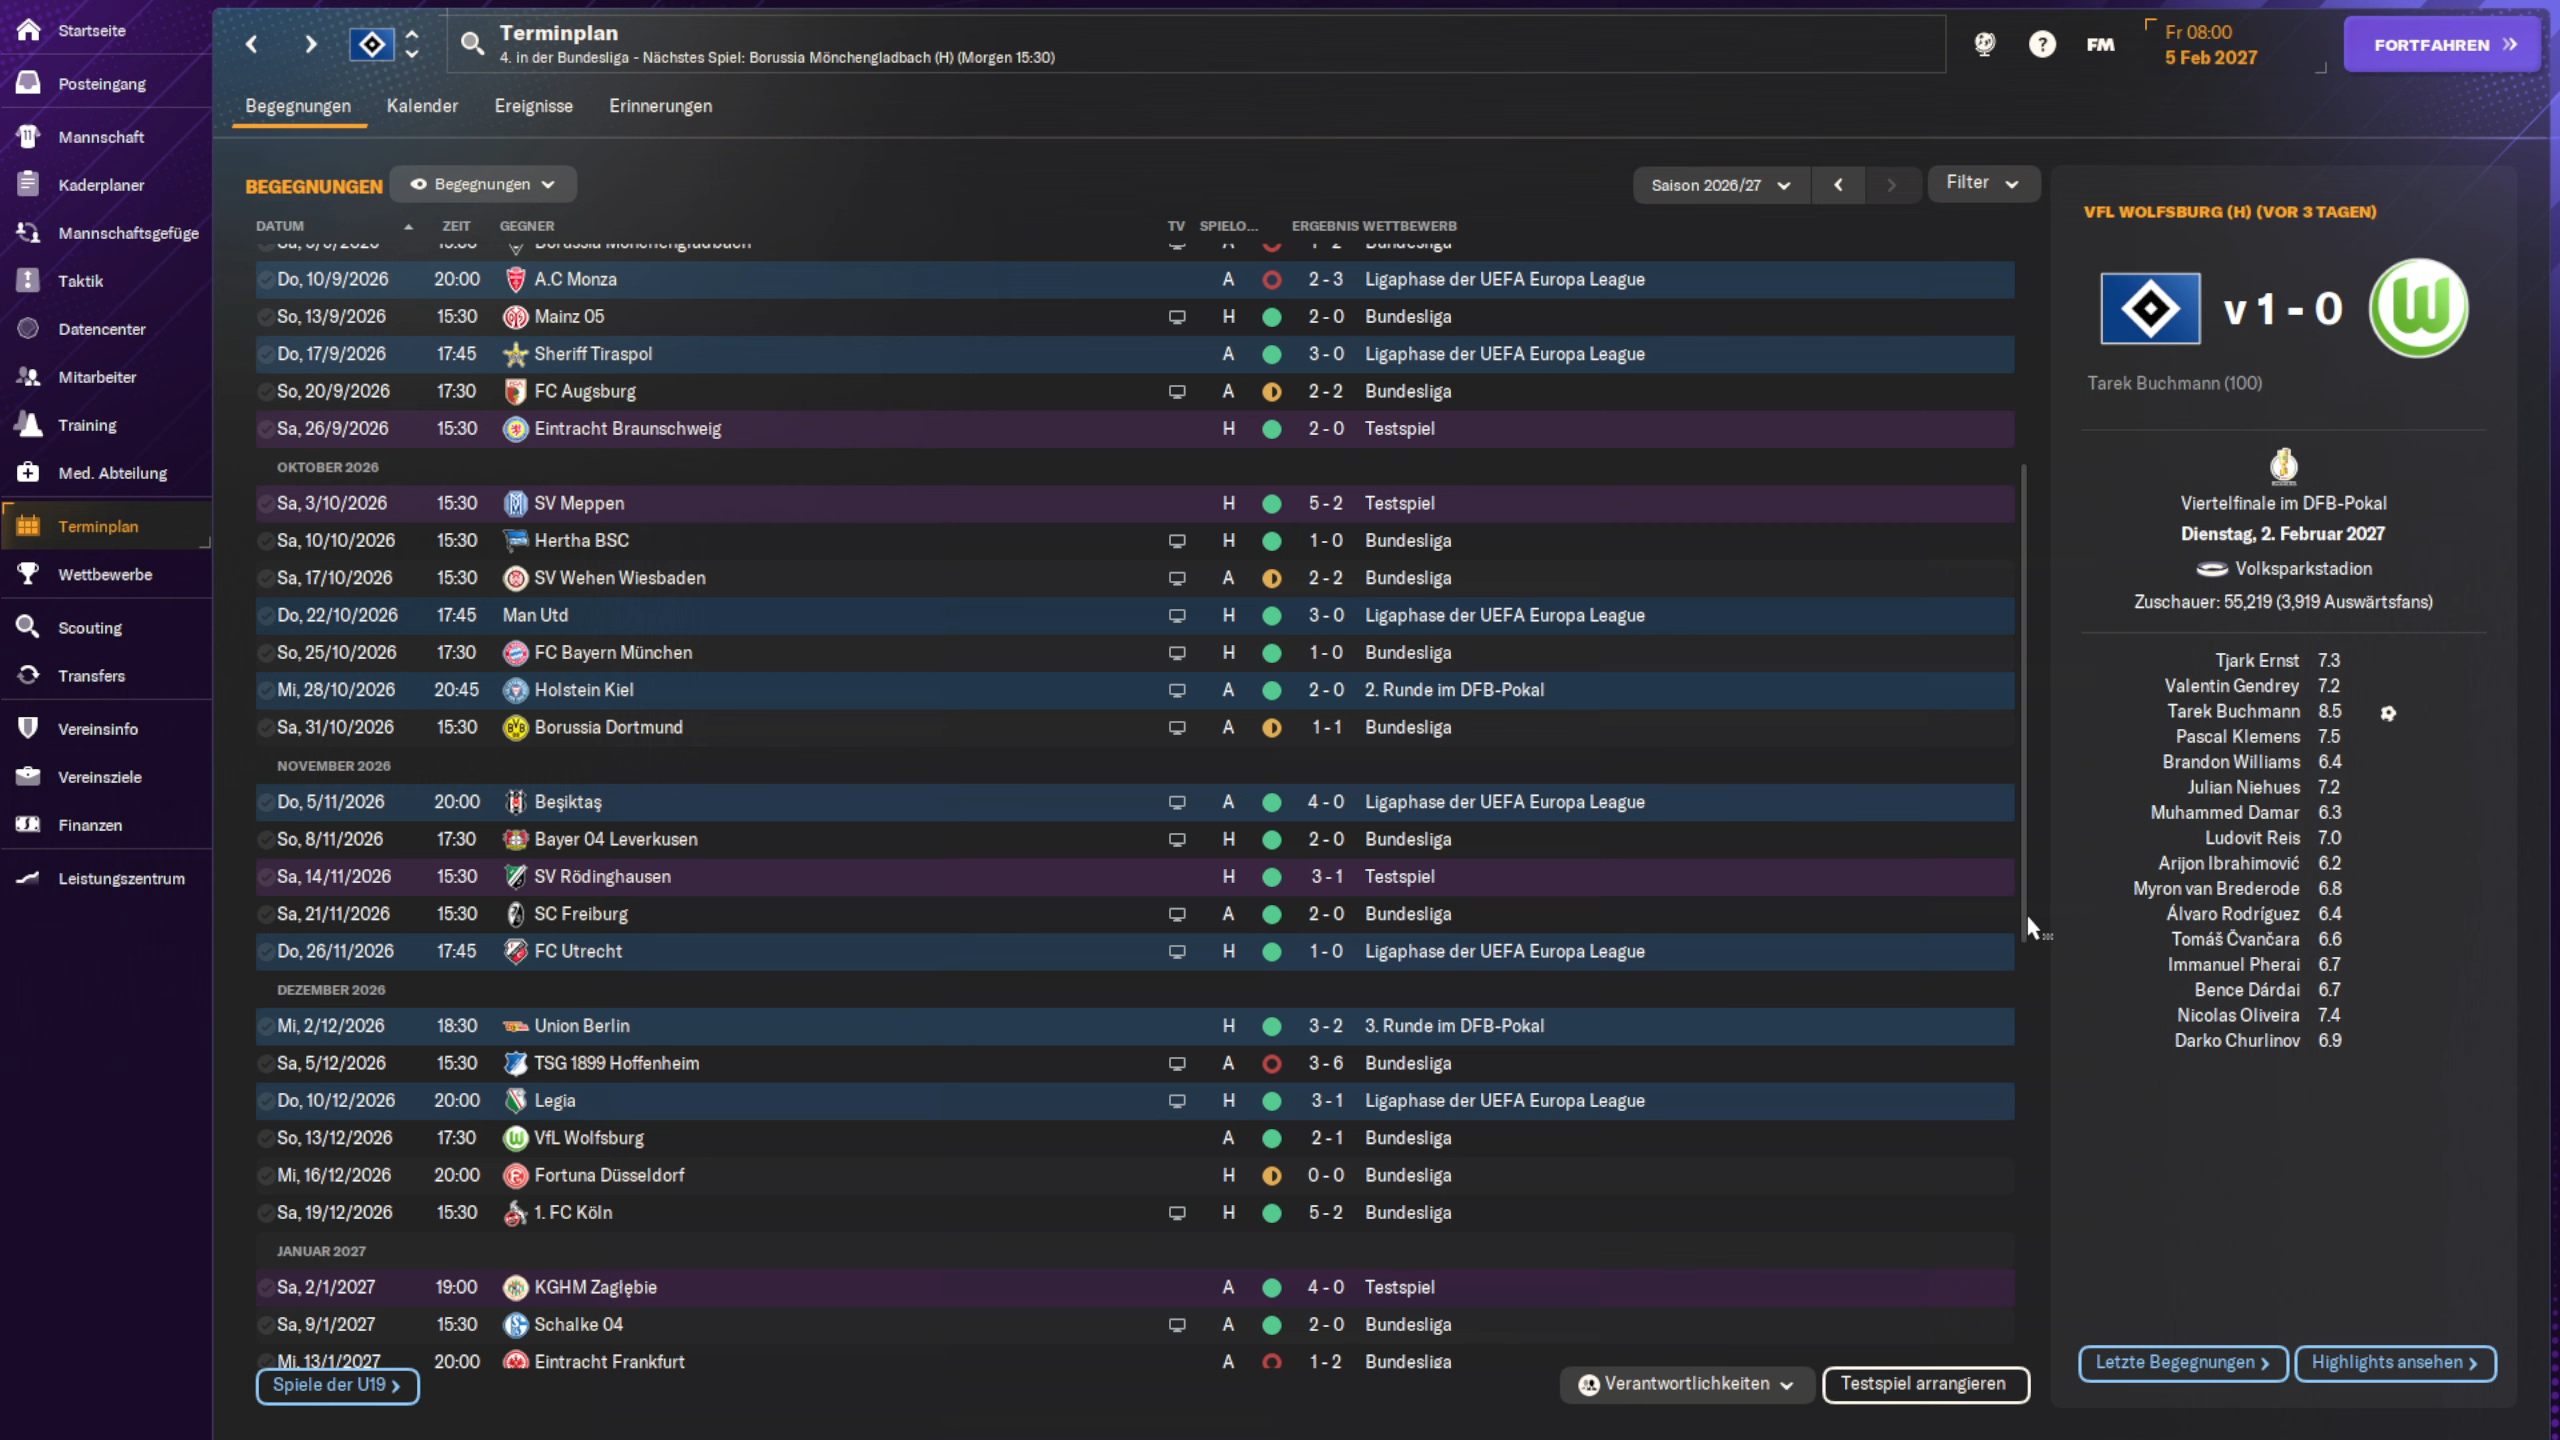 Startseite
Posteingang
Mannschaft
Kaderplaner
Mannschaftsgefüge
Taktik
Datencenter
Mitarbeiter
Training
Med. Abteilung
Terminplan
Wettbewerbe
Scouting
Transfers
Vereinsinfo
Vereinsziele
Finanzen
Leistungszentrum
Terminplan
4. in der Bundesliga - Nächstes Spiel: Borussia Mönchengladbach (H) (Morgen 15:30)
FM
Fr 08:00
5 Feb 2027
FORTFAHREN
Begegnungen Kalender Ereignisse Erinnerungen
BEGEGNUNGEN Begegnungen Saison 2026/27 Filter
DATUM ZEIT GEGNER TV SPIELO... ERGEBNIS WETTBEWERB
Borussia Mönchengladbach A 1 - 2 Bundesliga
Do, 10/9/2026 20:00 A.C Monza A 2 - 3 Ligaphase der UEFA Europa League
So, 13/9/2026 15:30 Mainz 05 H 2 - 0 Bundesliga
Do, 17/9/2026 17:45 Sheriff Tiraspol A 3 - 0 Ligaphase der UEFA Europa League
So, 20/9/2026 17:30 FC Augsburg A 2 - 2 Bundesliga
Sa, 26/9/2026 15:30 Eintracht Braunschweig H 2 - 0 Testspiel
OKTOBER 2026
Sa, 3/10/2026 15:30 SV Meppen H 5 - 2 Testspiel
Sa, 10/10/2026 15:30 Hertha BSC H 1 - 0 Bundesliga
Sa, 17/10/2026 15:30 SV Wehen Wiesbaden A 2 - 2 Bundesliga
Do, 22/10/2026 17:45 Man Utd H 3 - 0 Ligaphase der UEFA Europa League
So, 25/10/2026 17:30 FC Bayern München H 1 - 0 Bundesliga
Mi, 28/10/2026 20:45 Holstein Kiel A 2 - 0 2. Runde im DFB-Pokal
Sa, 31/10/2026 15:30 Borussia Dortmund A 1 - 1 Bundesliga
NOVEMBER 2026
Do, 5/11/2026 20:00 Beşiktaş A 4 - 0 Ligaphase der UEFA Europa League
So, 8/11/2026 17:30 Bayer 04 Leverkusen H 2 - 0 Bundesliga
Sa, 14/11/2026 15:30 SV Rödinghausen H 3 - 1 Testspiel
Sa, 21/11/2026 15:30 SC Freiburg A 2 - 0 Bundesliga
Do, 26/11/2026 17:45 FC Utrecht H 1 - 0 Ligaphase der UEFA Europa League
DEZEMBER 2026
Mi, 2/12/2026 18:30 Union Berlin H 3 - 2 3. Runde im DFB-Pokal
Sa, 5/12/2026 15:30 TSG 1899 Hoffenheim A 3 - 6 Bundesliga
Do, 10/12/2026 20:00 Legia H 3 - 1 Ligaphase der UEFA Europa League
So, 13/12/2026 17:30 VfL Wolfsburg A 2 - 1 Bundesliga
Mi, 16/12/2026 20:00 Fortuna Düsseldorf H 0 - 0 Bundesliga
Sa, 19/12/2026 15:30 1. FC Köln H 5 - 2 Bundesliga
JANUAR 2027
Sa, 2/1/2027 19:00 KGHM Zagłębie A 4 - 0 Testspiel
Sa, 9/1/2027 15:30 Schalke 04 A 2 - 0 Bundesliga
Mi, 13/1/2027 20:00 Eintracht Frankfurt A 1 - 2 Bundesliga
Spiele der U19 Verantwortlichkeiten Testspiel arrangieren
VFL WOLFSBURG (H) (VOR 3 TAGEN)
v 1 - 0
Tarek Buchmann (100)
Viertelfinale im DFB-Pokal
Dienstag, 2. Februar 2027
Volksparkstadion
Zuschauer: 55,219 (3,919 Auswärtsfans)
Tjark Ernst 7.3
Valentin Gendrey 7.2
Tarek Buchmann 8.5
Pascal Klemens 7.5
Brandon Williams 6.4
Julian Niehues 7.2
Muhammed Damar 6.3
Ludovit Reis 7.0
Arijon Ibrahimović 6.2
Myron van Brederode 6.8
Álvaro Rodríguez 6.4
Tomáš Čvančara 6.6
Immanuel Pherai 6.7
Bence Dárdai 6.7
Nicolas Oliveira 7.4
Darko Churlinov 6.9
Letzte Begegnungen Highlights ansehen